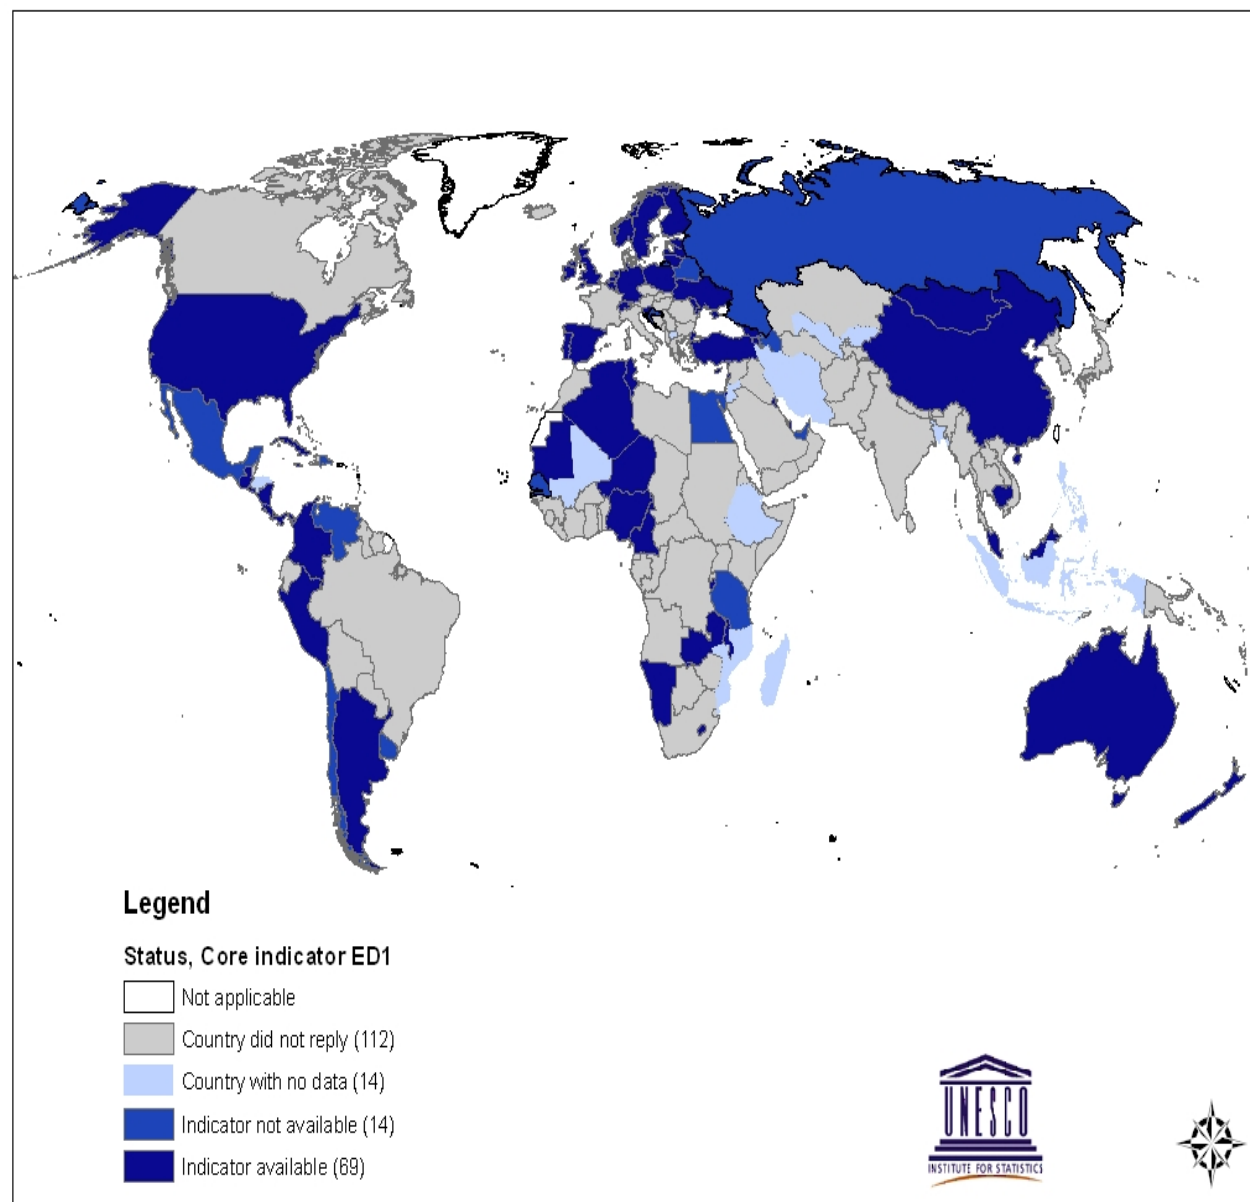 Legend
Status, Core indicator ED1
Not applicable
Country did not reply (112)
Country with no data (14)
Indicator not available (14)
Indicator available (69)
UNESCO
INSTITUTE FOR STATISTICS